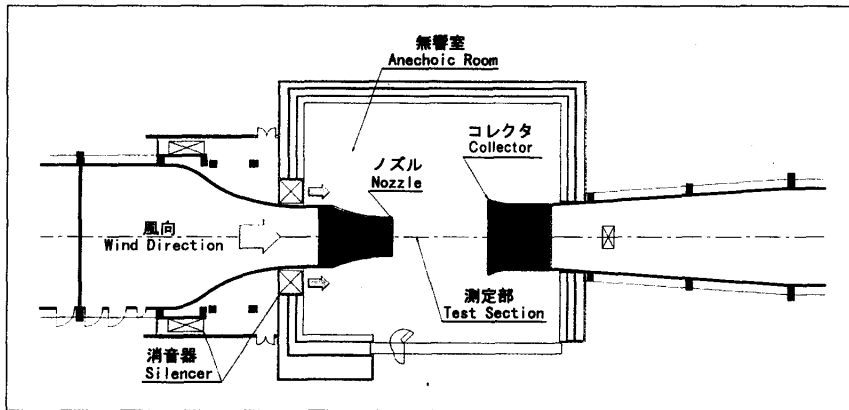 無響室
Anechoic Room
コレクタ
Collector
ノズル
Nozzle
風向
Wind Direction
測定部
Test Section
消音器
Silencer